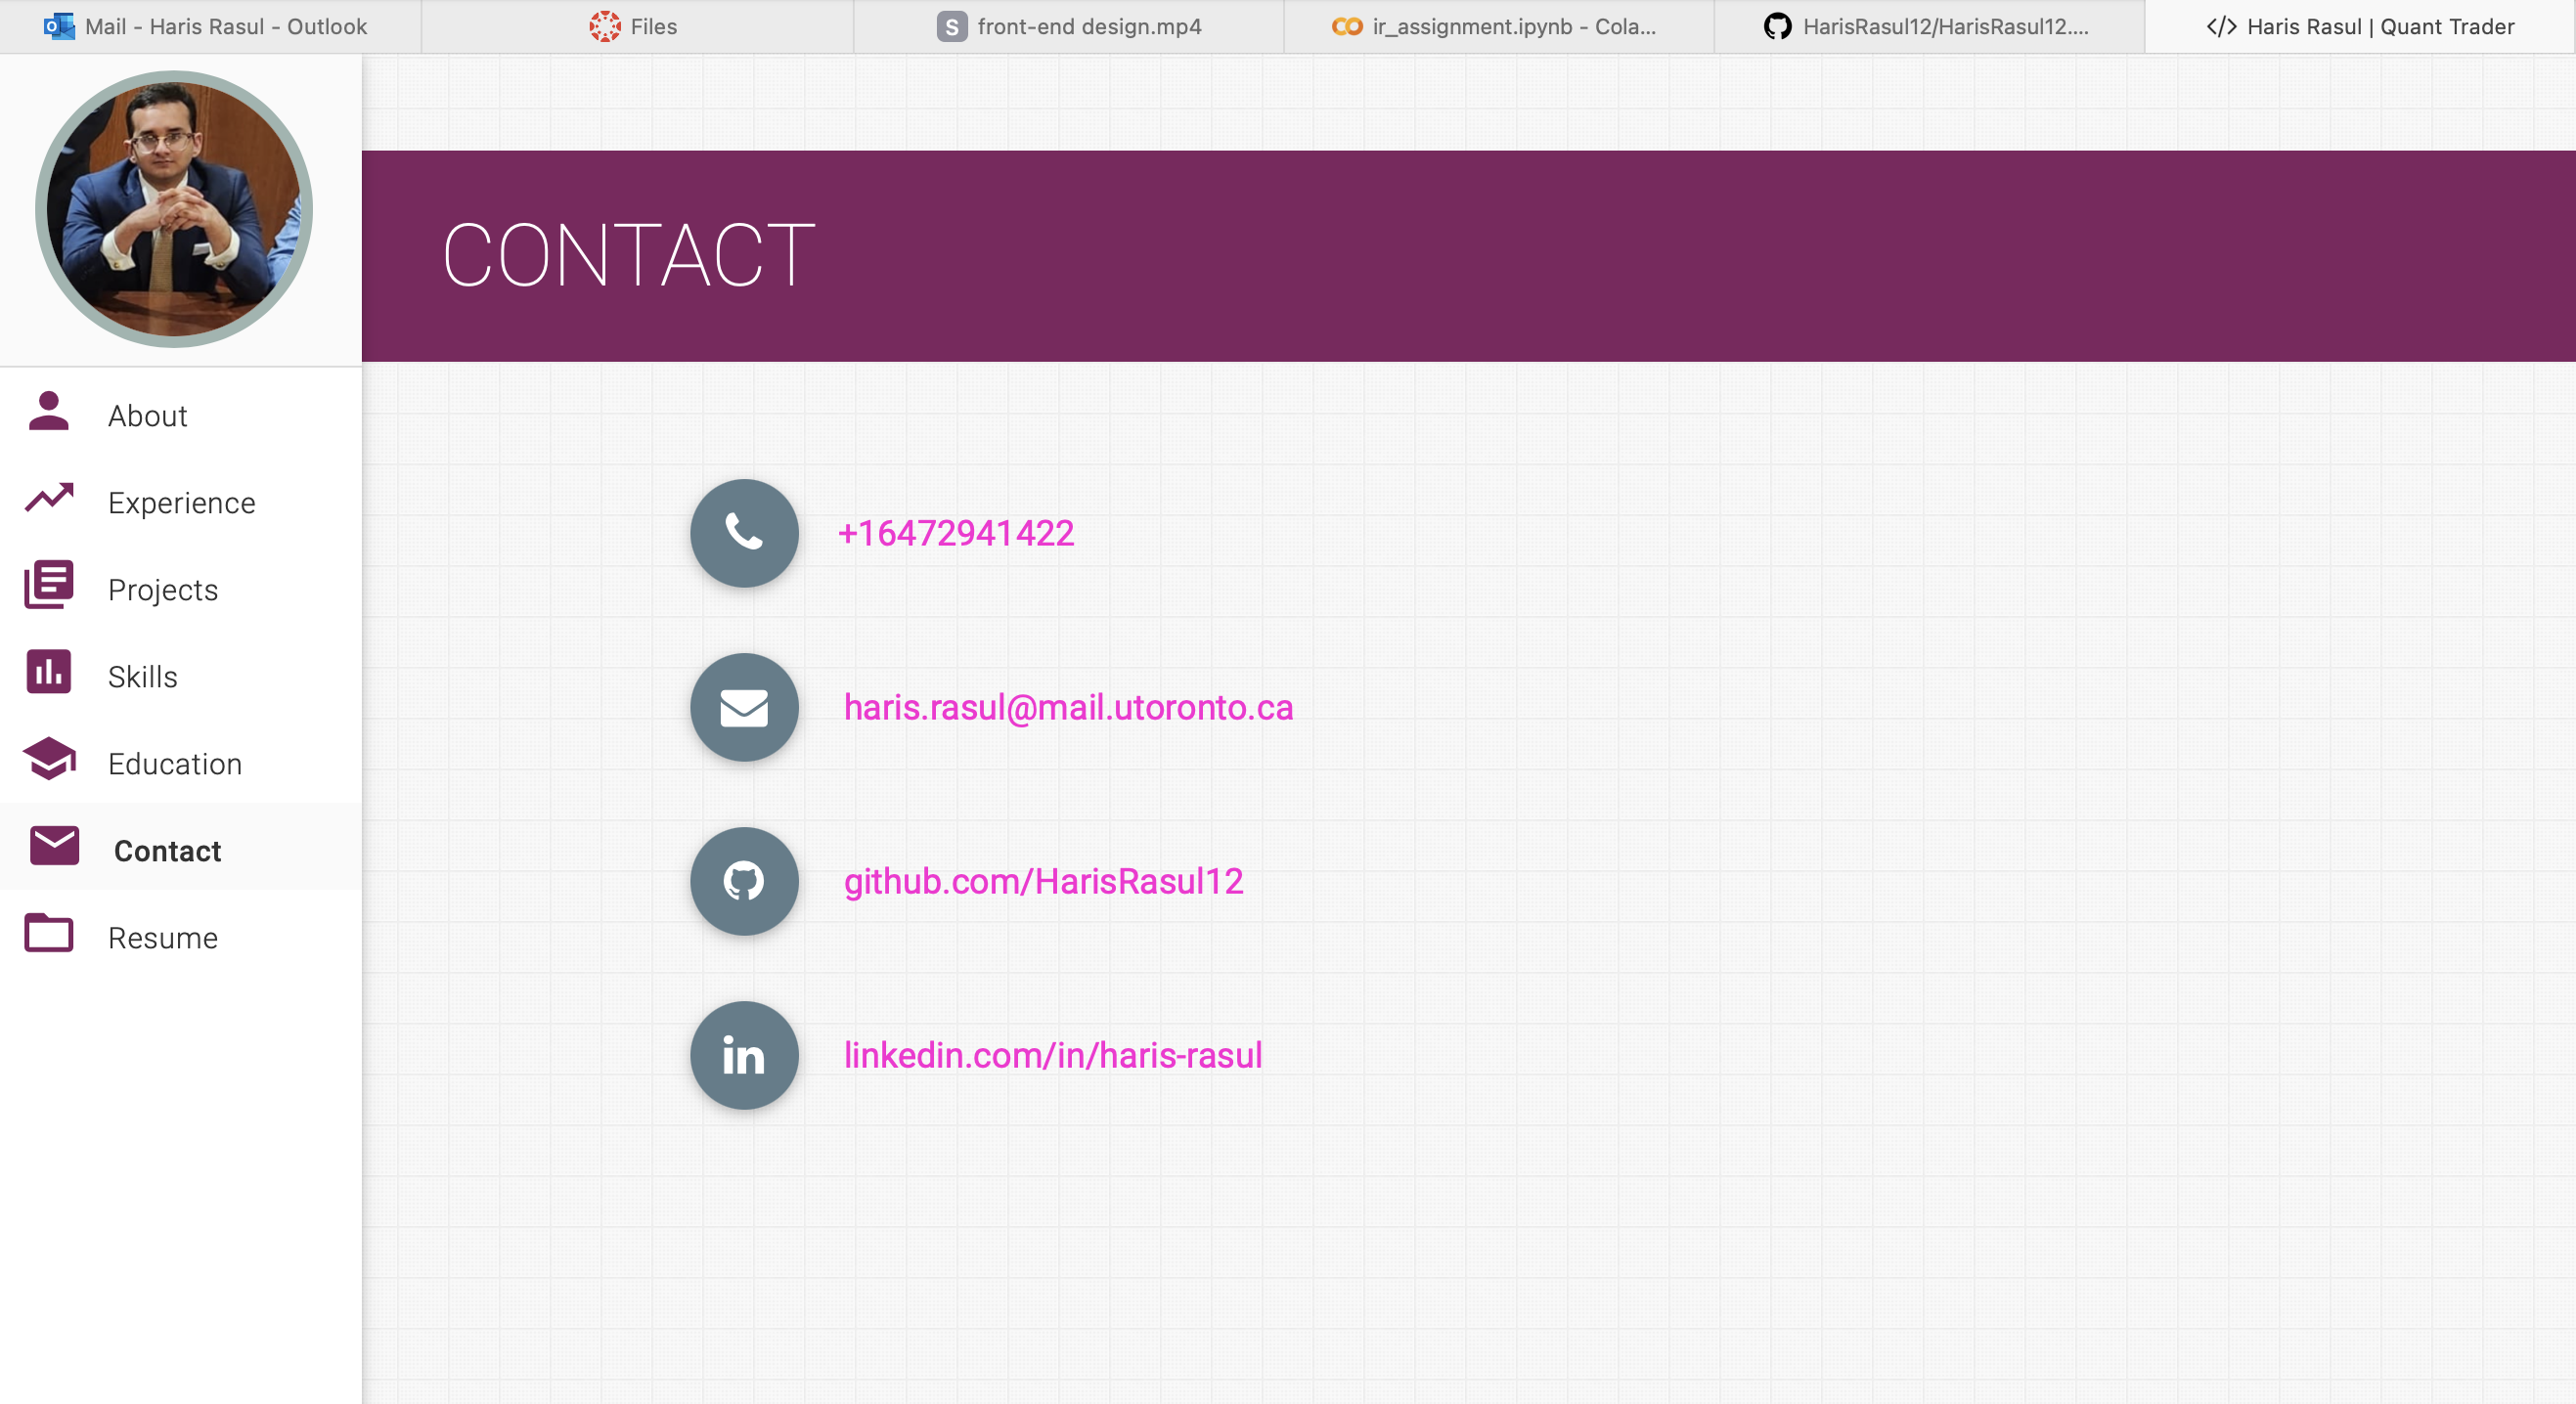 Mail - Haris Rasul - Outlook
Files
S front-end design.mp4
ir_assignment.ipynb - Cola...
HarisRasul12/HarisRasul12....
</> Haris Rasul | Quant Trader
CONTACT
About
Experience
Projects
Skills
Education
Contact
Resume
+16472941422
haris.rasul@mail.utoronto.ca
github.com/HarisRasul12
in linkedin.com/in/haris-rasul